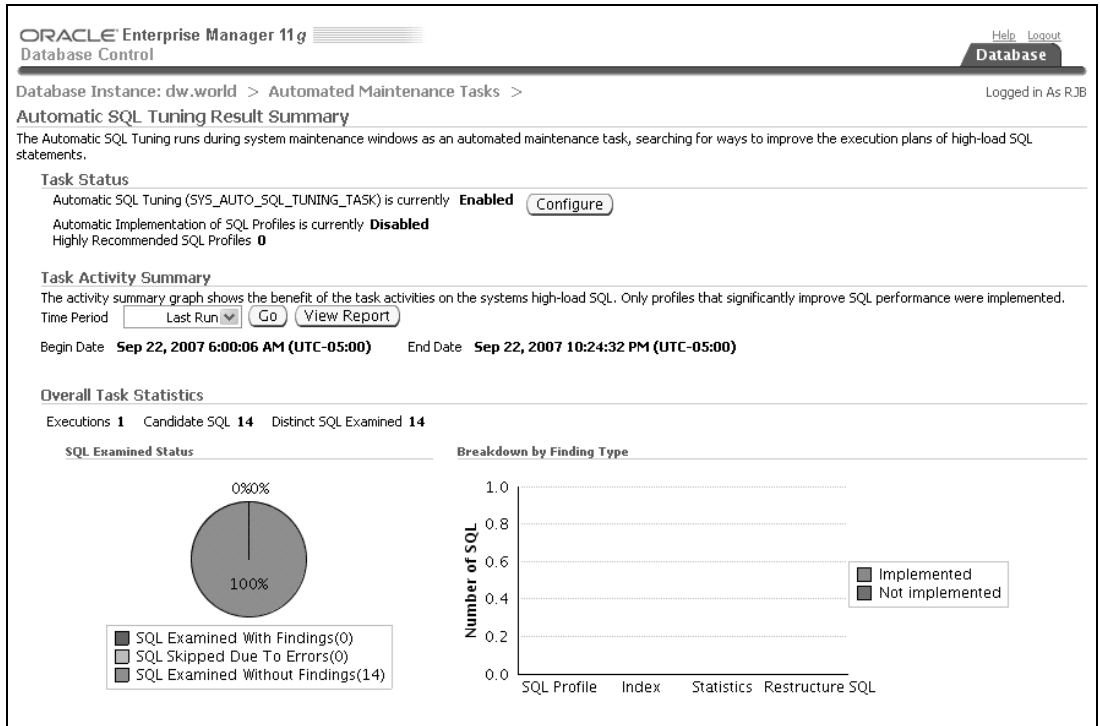 ORACLE Enterprise Manager 11g
Database Control
Help Logout
Database
Database Instance: dw.world > Automated Maintenance Tasks >
Logged in As RJB
Automatic SQL Tuning Result Summary
The Automatic SQL Tuning runs during system maintenance windows as an automated maintenance task, searching for ways to improve the execution plans of high-load SQL
statements.
Task Status
Automatic SQL Tuning (SYS_AUTO_SQL_TUNING_TASK) is currently Enabled Configure
Automatic Implementation of SQL Profiles is currently Disabled
Highly Recommended SQL Profiles 0
Task Activity Summary
The activity summary graph shows the benefit of the task activities on the systems high-load SQL. Only profiles that significantly improve SQL performance were implemented.
Time Period Last Run Go View Report
Begin Date Sep 22, 2007 6:00:06 AM (UTC-05:00) End Date Sep 22, 2007 10:24:32 PM (UTC-05:00)
Overall Task Statistics
Executions 1 Candidate SQL 14 Distinct SQL Examined 14
SQL Examined Status
0%0%
100%
SQL Examined With Findings(0)
SQL Skipped Due To Errors(0)
SQL Examined Without Findings(14)
Breakdown by Finding Type
Number of SQL
1.0
0.8
0.6
0.4
0.2
0.0
SQL Profile Index Statistics Restructure SQL
Implemented
Not implemented